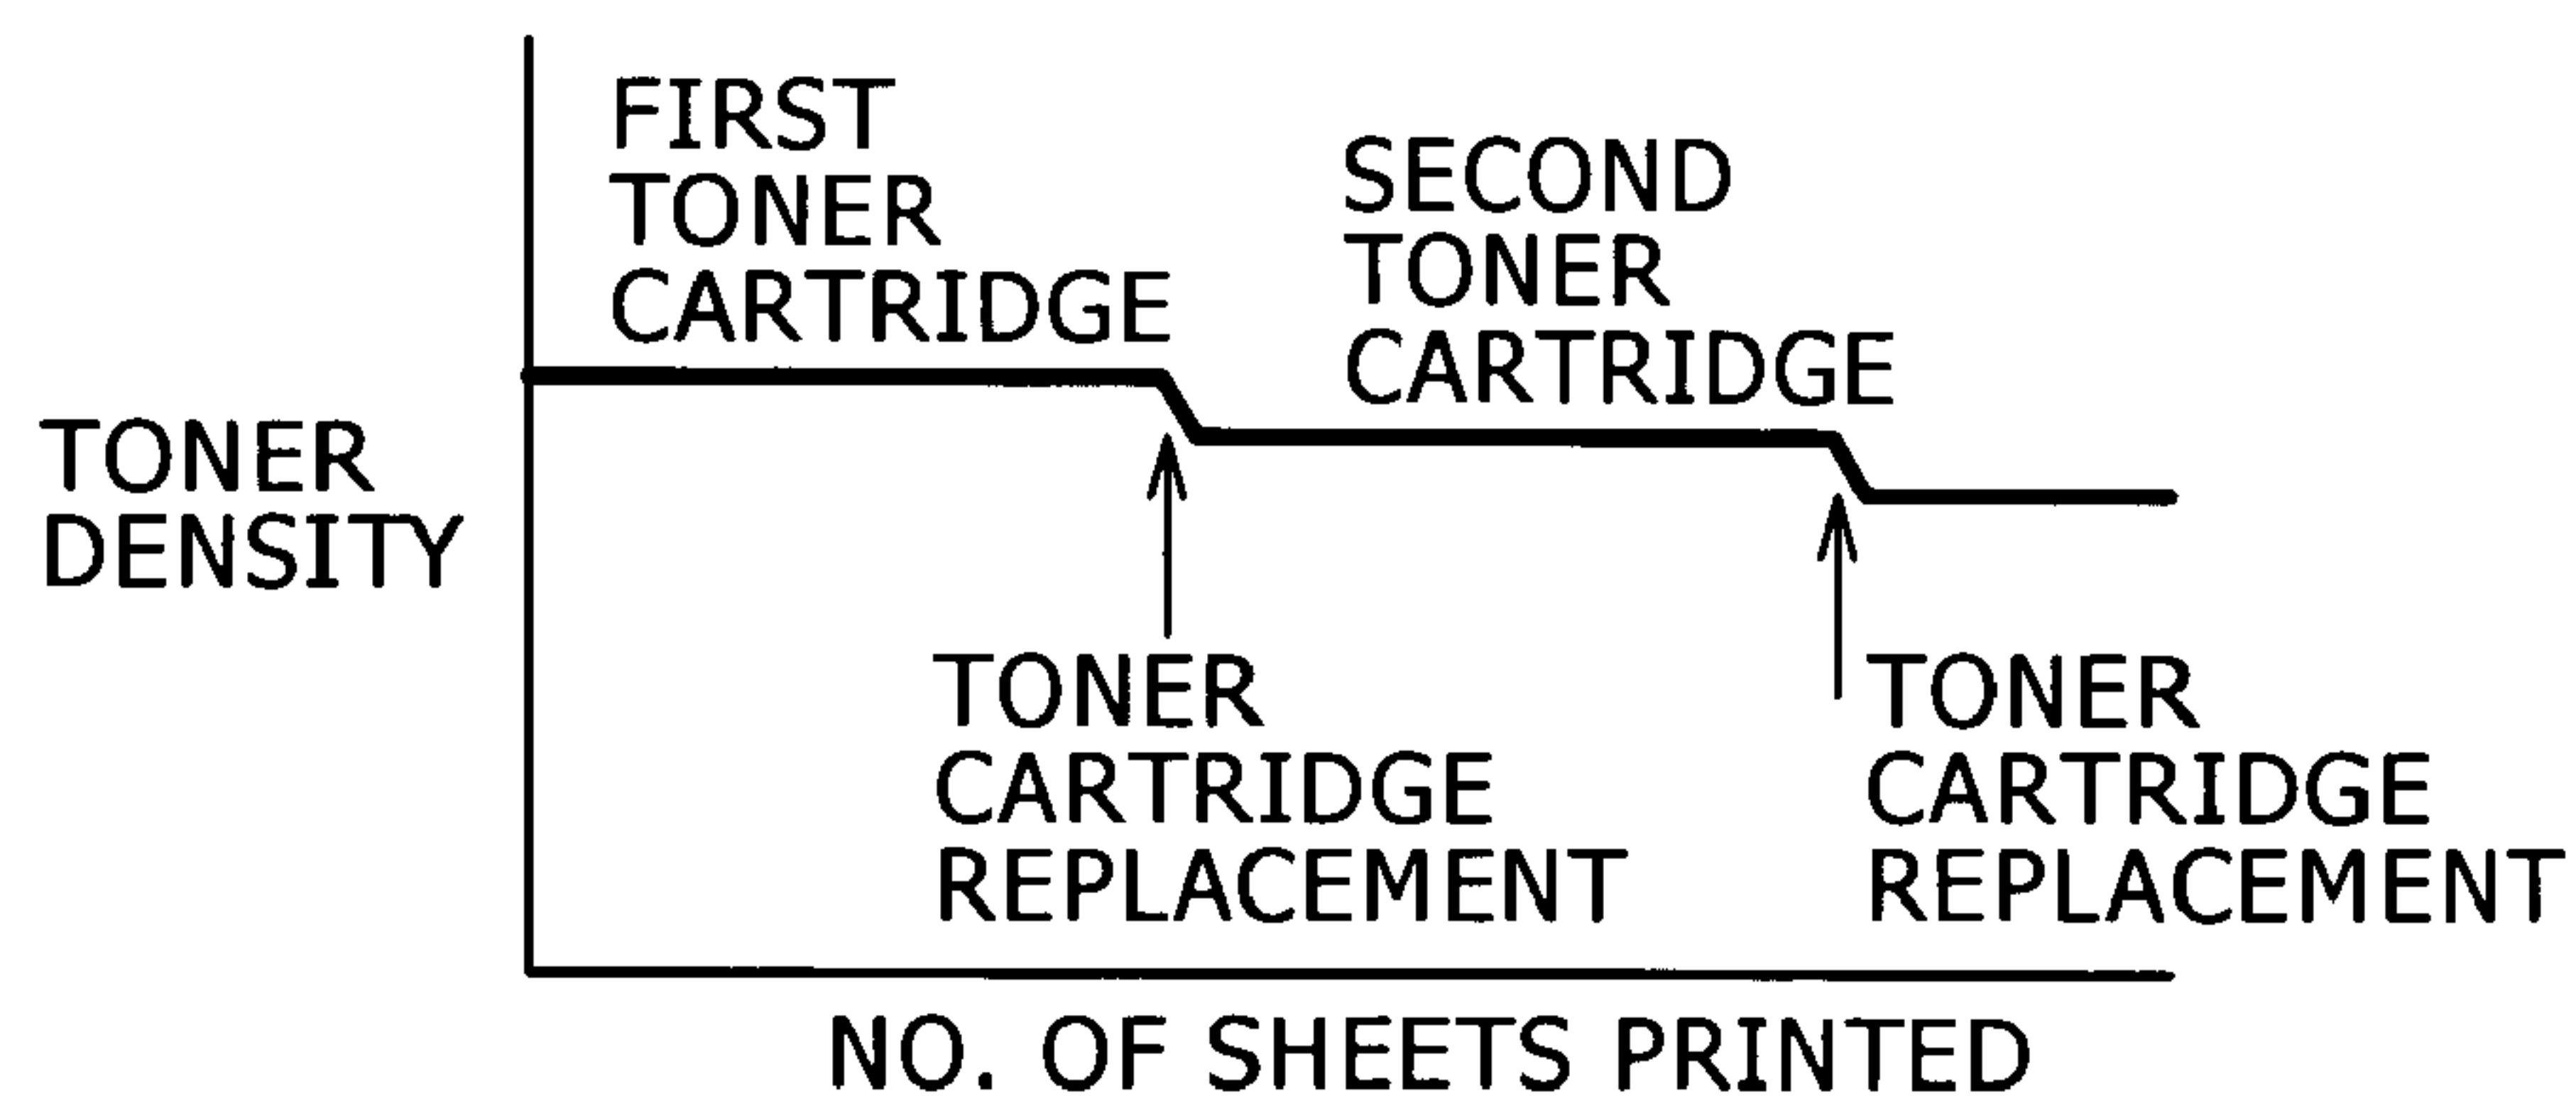 FIRST
TONER
CARTRIDGE
SECOND
TONER
CARTRIDGE
TONER
DENSITY
TONER
CARTRIDGE
REPLACEMENT
TONER
CARTRIDGE
REPLACEMENT
NO. OF SHEETS PRINTED